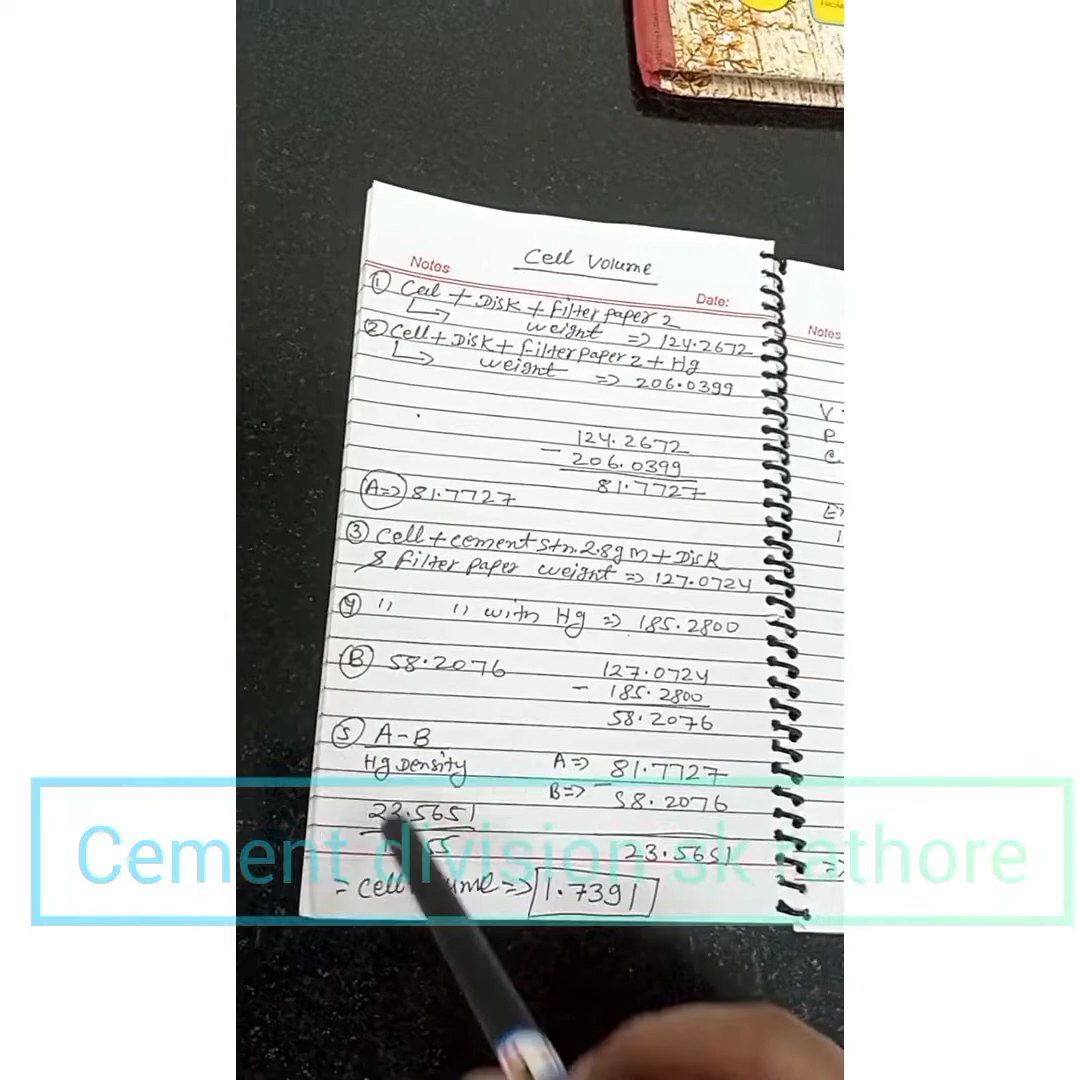 Cell Volume
Notes
Date:
① Cell + Disk + filter paper 2
weight => 124.2672
② Cell + Disk + filter paper 2 + Hg
weight => 206.0399
124.2672
- 206.0399
81.7727
A=> 81.7727
③ Cell + cement stn. 2.8gm + Disk
& filter paper weight => 127.0724
④ 〃 〃 with Hg => 185.2800
B 58.2076
127.0724
- 185.2800
58.2076
⑤ A-B
Hg Density
A=> 81.7727
B=> - 58.2076
23.5651
23.5651
= Cell => 1.7391
Notes
V
P
Cement division sk rathore